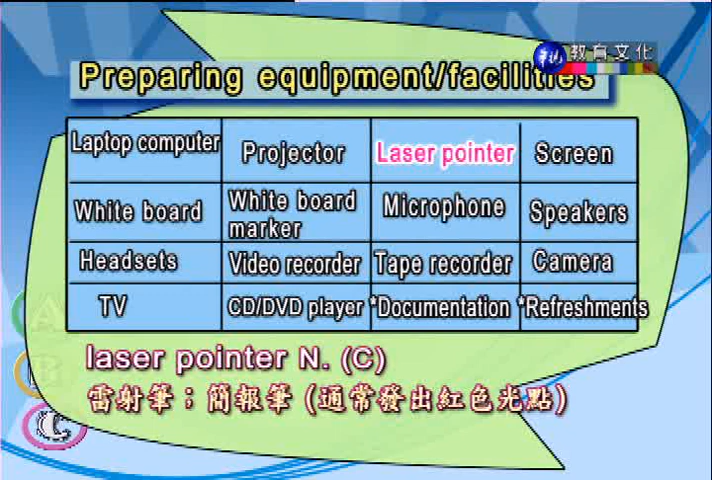 華視 教育文化
Preparing equipment/facilities
Laptop computer Projector Laser pointer Screen
White board White board marker Microphone Speakers
Headsets Video recorder Tape recorder Camera
TV CD/DVD player *Documentation *Refreshments
laser pointer N. (C)
雷射筆；簡報筆 (通常發出紅色光點)
A
B
C